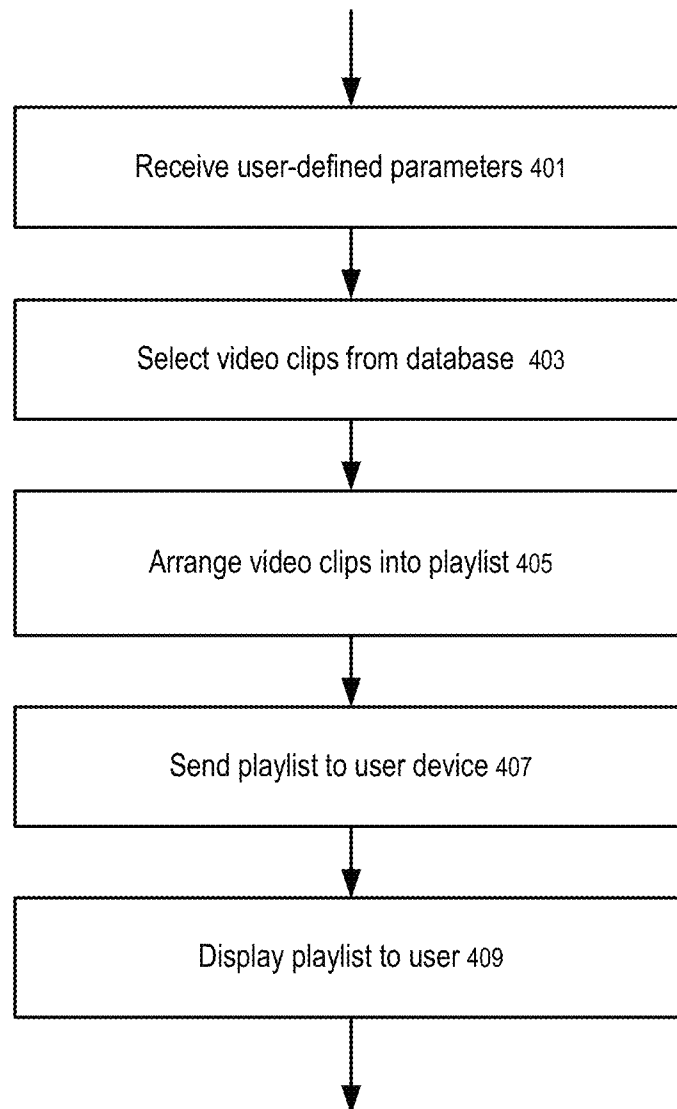 Receive user-defined parameters 401
Select video clips from database 403
Arrange video clips into playlist 405
Send playlist to user device 407
Display playlist to user 409